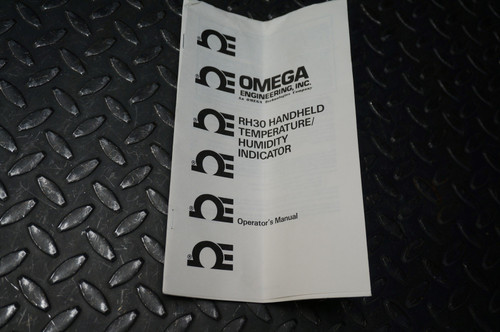 OMEGA
ENGINEERING, INC.
An OMEGA Technologies Company
RH30 HANDHELD
TEMPERATURE/
HUMIDITY
INDICATOR
Operator's Manual